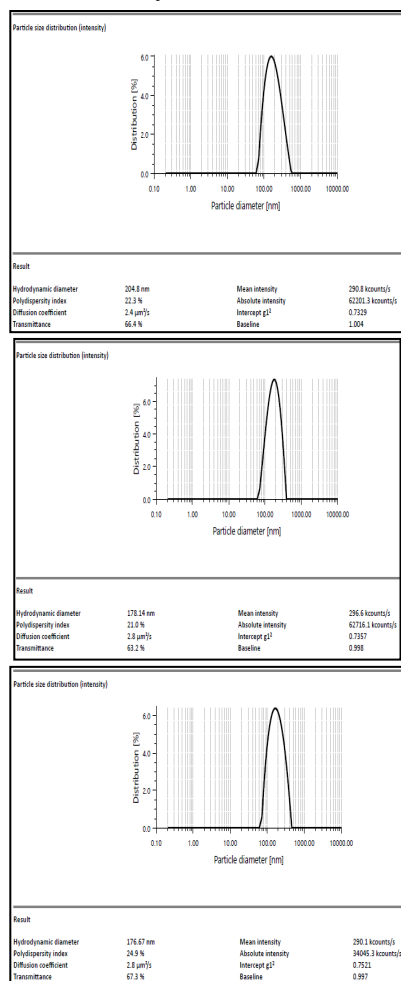 Particle size distribution (intensity)
Distribution [%]
6.0
4.0
2.0
0.0
0.10 1.00 10.00 100.00 1000.00 10000.00
Particle diameter [nm]
Result
Hydrodynamic diameter 204.8 nm Mean intensity 290.8 kcounts/s
Polydispersity index 22.3 % Absolute intensity 62201.3 kcounts/s
Diffusion coefficient 2.4 µm²/s Intercept g1² 0.7329
Transmittance 66.4 % Baseline 1.004
Particle size distribution (intensity)
Distribution [%]
6.0
4.0
2.0
0.0
0.10 1.00 10.00 100.00 1000.00 10000.00
Particle diameter [nm]
Result
Hydrodynamic diameter 178.14 nm Mean intensity 296.6 kcounts/s
Polydispersity index 21.0 % Absolute intensity 62716.1 kcounts/s
Diffusion coefficient 2.8 µm²/s Intercept g1² 0.7357
Transmittance 63.2 % Baseline 0.998
Particle size distribution (intensity)
Distribution [%]
6.0
4.0
2.0
0.0
0.10 1.00 10.00 100.00 1000.00 10000.00
Particle diameter [nm]
Result
Hydrodynamic diameter 176.67 nm Mean intensity 290.1 kcounts/s
Polydispersity index 24.9 % Absolute intensity 34045.3 kcounts/s
Diffusion coefficient 2.8 µm²/s Intercept g1² 0.7521
Transmittance 67.3 % Baseline 0.997